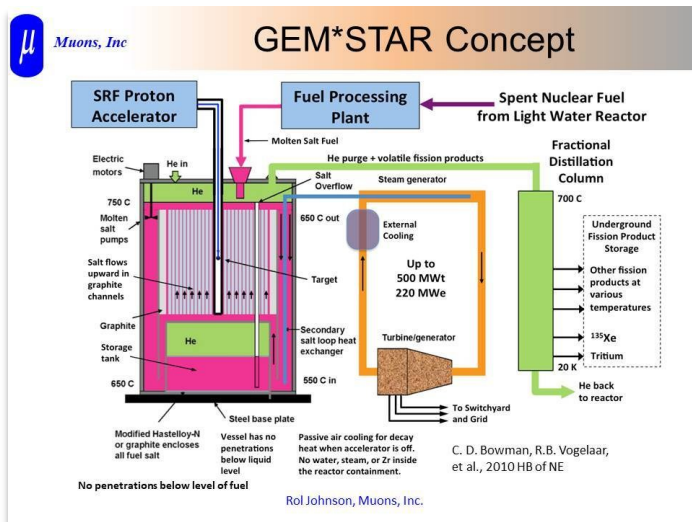 μ
Muons, Inc
GEM*STAR Concept
SRF Proton
Accelerator
Fuel Processing
Plant
Spent Nuclear Fuel
from Light Water Reactor
Molten Salt Fuel
Fractional
Distillation
Column
Electric
motors
He in
He purge + volatile fission products
Salt
Overflow
Steam generator
He
700 C
750 C
650 C out
Molten
salt
pumps
External
Cooling
Underground
Fission Product
Storage
Salt flows
upward in
graphite
channels
Target
Up to
500 MWt
220 MWe
Other fission
products at
various
temperatures
Graphite
Secondary
salt loop heat
exchanger
Turbine/generator
He
¹³⁵Xe
Storage
tank
Tritium
650 C
550 C in
20 K
He back
to reactor
Steel base plate
To Switchyard
and Grid
Modified Hastelloy-N
or graphite encloses
all fuel salt
Vessel has no
penetrations
below liquid
level
Passive air cooling for decay
heat when accelerator is off.
No water, steam, or Zr inside
the reactor containment.
C. D. Bowman, R.B. Vogelaar,
et al., 2010 HB of NE
No penetrations below level of fuel
Rol Johnson, Muons, Inc.